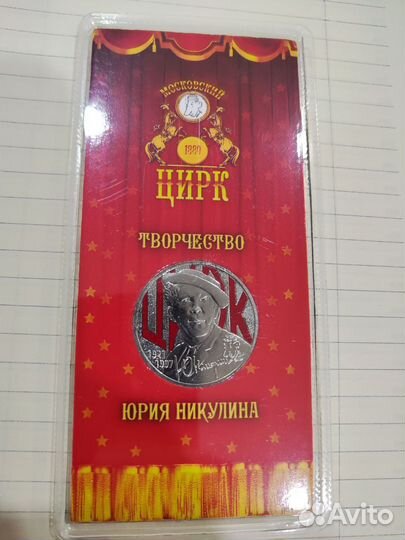 МОСКОВСКИЙ
1880
ЦИРК
ТВОРЧЕСТВО
ЦИРК
1921
1997
ЮРИЯ НИКУЛИНА
Avito